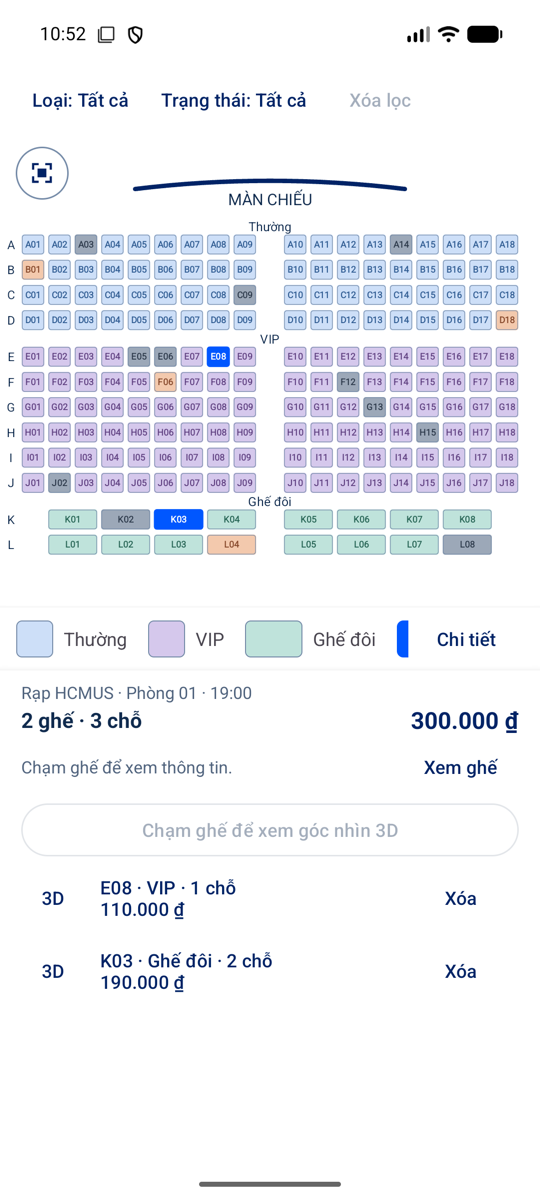 10:52
Loại: Tất cả Trạng thái: Tất cả Xóa lọc
MÀN CHIẾU
Thường
A A01 A02 A03 A04 A05 A06 A07 A08 A09 A10 A11 A12 A13 A14 A15 A16 A17 A18
B B01 B02 B03 B04 B05 B06 B07 B08 B09 B10 B11 B12 B13 B14 B15 B16 B17 B18
C C01 C02 C03 C04 C05 C06 C07 C08 C09 C10 C11 C12 C13 C14 C15 C16 C17 C18
D D01 D02 D03 D04 D05 D06 D07 D08 D09 D10 D11 D12 D13 D14 D15 D16 D17 D18
VIP
E E01 E02 E03 E04 E05 E06 E07 E08 E09 E10 E11 E12 E13 E14 E15 E16 E17 E18
F F01 F02 F03 F04 F05 F06 F07 F08 F09 F10 F11 F12 F13 F14 F15 F16 F17 F18
G G01 G02 G03 G04 G05 G06 G07 G08 G09 G10 G11 G12 G13 G14 G15 G16 G17 G18
H H01 H02 H03 H04 H05 H06 H07 H08 H09 H10 H11 H12 H13 H14 H15 H16 H17 H18
I I01 I02 I03 I04 I05 I06 I07 I08 I09 I10 I11 I12 I13 I14 I15 I16 I17 I18
J J01 J02 J03 J04 J05 J06 J07 J08 J09 J10 J11 J12 J13 J14 J15 J16 J17 J18
Ghế đôi
K K01 K02 K03 K04 K05 K06 K07 K08
L L01 L02 L03 L04 L05 L06 L07 L08
Thường VIP Ghế đôi Chi tiết
Rạp HCMUS · Phòng 01 · 19:00
2 ghế · 3 chỗ 300.000 ₫
Chạm ghế để xem thông tin. Xem ghế
Chạm ghế để xem góc nhìn 3D
3D E08 · VIP · 1 chỗ Xóa
110.000 ₫
3D K03 · Ghế đôi · 2 chỗ Xóa
190.000 ₫